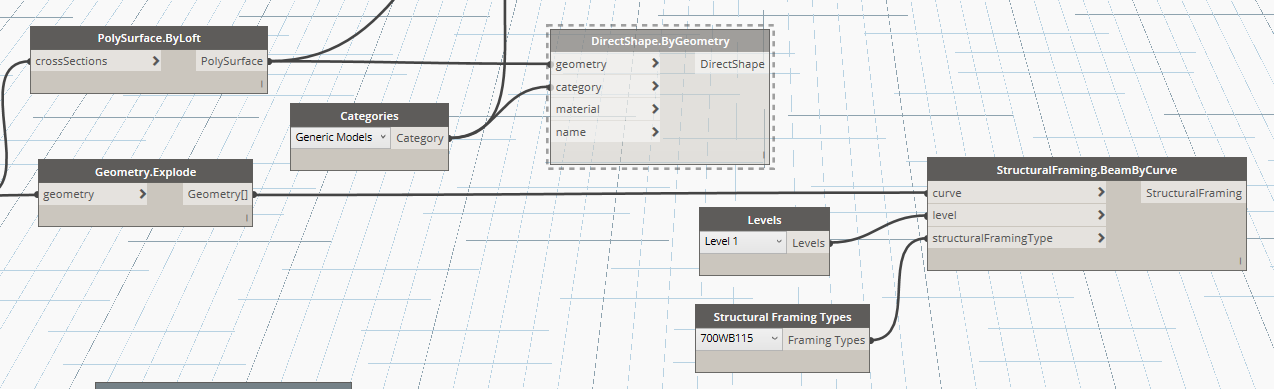 PolySurface.ByLoft
crossSections > PolySurface
DirectShape.ByGeometry
geometry > DirectShape
category >
material >
name >
Categories
Generic Models Category
Geometry.Explode
geometry > Geometry[]
StructuralFraming.BeamByCurve
curve > StructuralFraming
level >
structuralFramingType >
Levels
Level 1 Levels
Structural Framing Types
700WB115 Framing Types